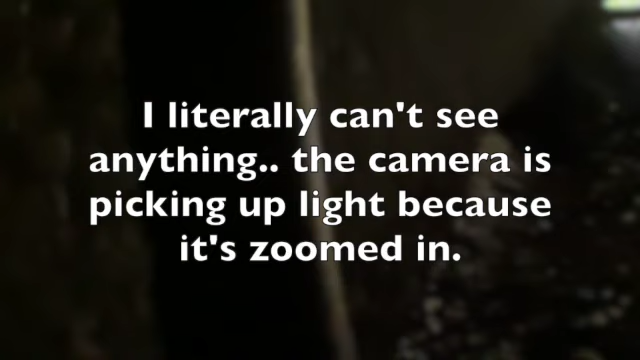 I literally can't see
anything.. the camera is
picking up light because
it's zoomed in.